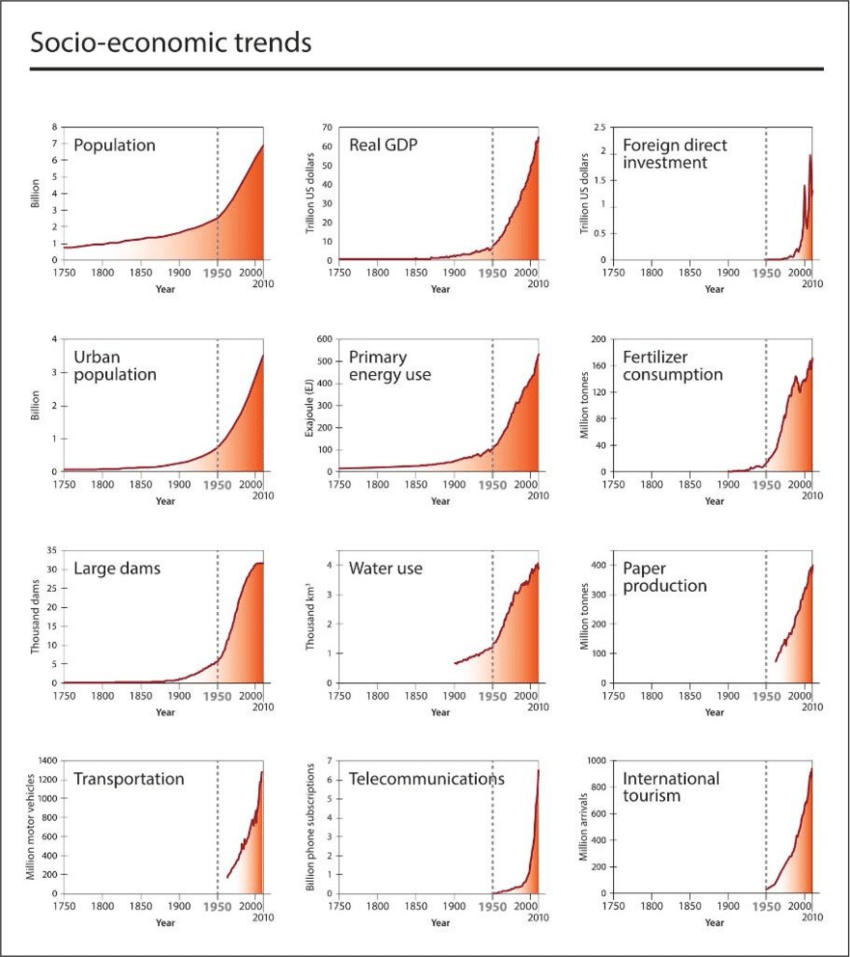 Socio-economic trends
Population
Billion
8
7
6
5
4
3
2
1
0
1750 1800 1850 1900 1950 2000 2010
Year
Real GDP
Trillion US dollars
70
60
50
40
30
20
10
0
1750 1800 1850 1900 1950 2000 2010
Year
Foreign direct
investment
Trillion US dollars
2.5
2
1.5
1
0.5
0
1750 1800 1850 1900 1950 2000 2010
Year
Urban
population
Billion
4
3
2
1
0
1750 1800 1850 1900 1950 2000 2010
Year
Primary
energy use
Exajoule (EJ)
600
500
400
300
200
100
0
1750 1800 1850 1900 1950 2000 2010
Year
Fertilizer
consumption
Million tonnes
200
160
120
80
40
0
1750 1800 1850 1900 1950 2000 2010
Year
Large dams
Thousand dams
35
30
25
20
15
10
5
0
1750 1800 1850 1900 1950 2000 2010
Year
Water use
Thousand km³
4
3
2
1
0
1750 1800 1850 1900 1950 2000 2010
Year
Paper
production
Million tonnes
400
300
200
100
0
1750 1800 1850 1900 1950 2000 2010
Year
Transportation
Million motor vehicles
1400
1200
1000
800
600
400
200
0
1750 1800 1850 1900 1950 2000 2010
Year
Telecommunications
Billion phone subscriptions
7
6
5
4
3
2
1
0
1750 1800 1850 1900 1950 2000 2010
Year
International
tourism
Million arrivals
1000
800
600
400
200
0
1750 1800 1850 1900 1950 2000 2010
Year